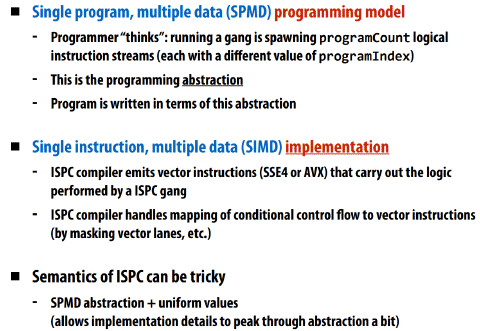 ■ Single program, multiple data (SPMD) programming model
- Programmer “thinks”: running a gang is spawning programCount logical
instruction streams (each with a different value of programIndex)
- This is the programming abstraction
- Program is written in terms of this abstraction
■ Single instruction, multiple data (SIMD) implementation
- ISPC compiler emits vector instructions (SSE4 or AVX) that carry out the logic
performed by a ISPC gang
- ISPC compiler handles mapping of conditional control flow to vector instructions
(by masking vector lanes, etc.)
■ Semantics of ISPC can be tricky
- SPMD abstraction + uniform values
(allows implementation details to peak through abstraction a bit)